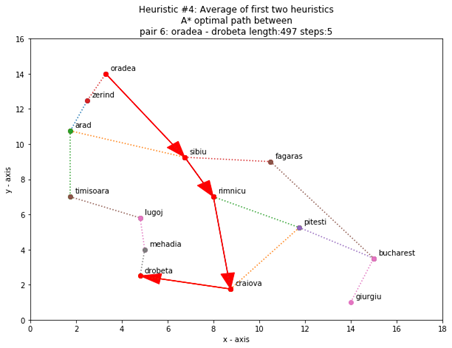 Heuristic #4: Average of first two heuristics
A* optimal path between
pair 6: oradea - drobeta length:497 steps:5
16
14
12
10
8
6
4
2
0
y - axis
oradea
zerind
arad
sibiu
fagaras
timisoara
rimnicu
lugoj
pitesti
mehadia
bucharest
drobeta
craiova
giurgiu
0 2 4 6 8 10 12 14 16 18
x - axis